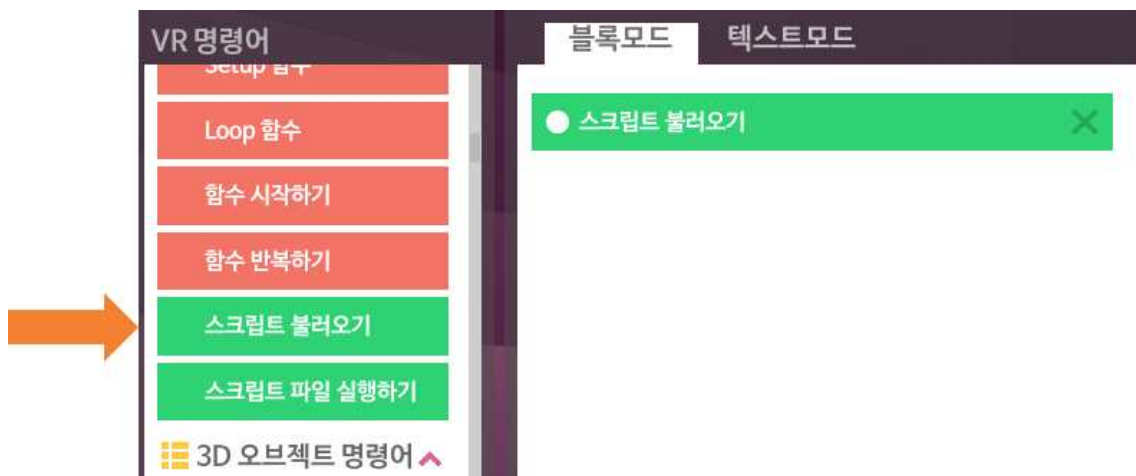 VR 명령어
블록모드
텍스트모드
Setup 함수
Loop 함수
함수 시작하기
함수 반복하기
스크립트 불러오기
스크립트 파일 실행하기
3D 오브젝트 명령어
스크립트 불러오기